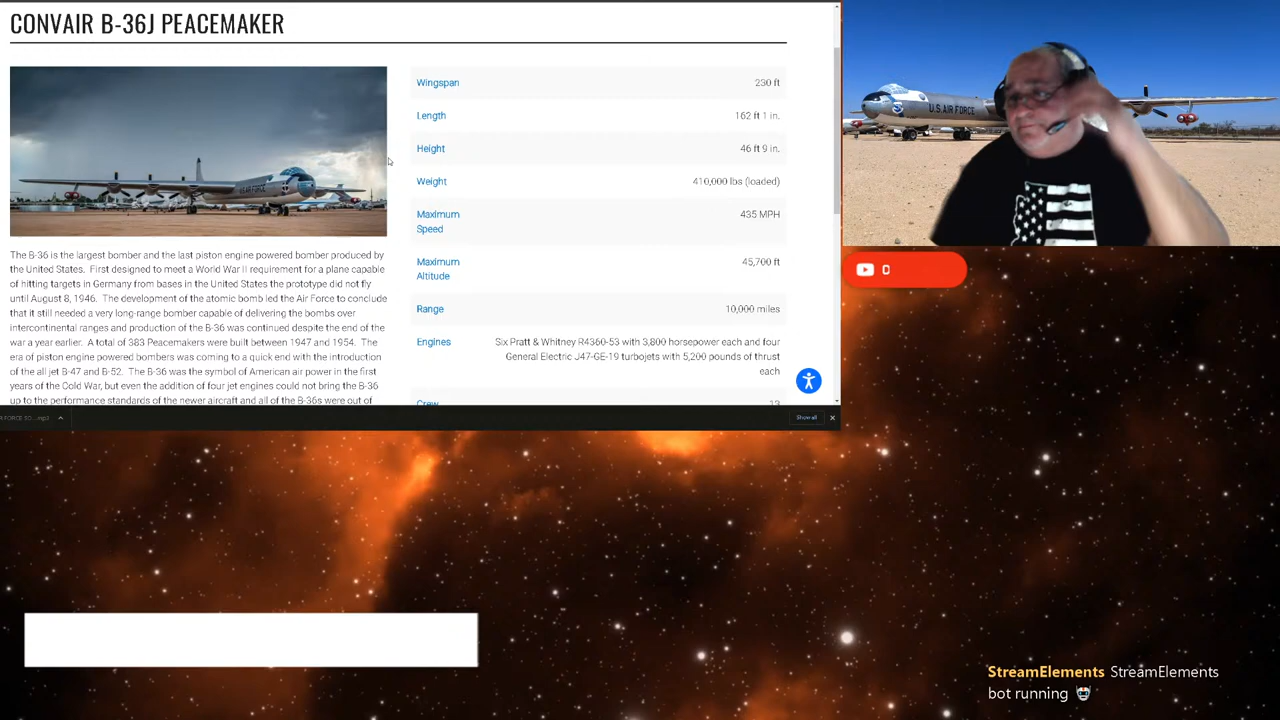 CONVAIR B-36J PEACEMAKER
Wingspan 230 ft
Length 162 ft 1 in.
Height 46 ft 9 in.
Weight 410,000 lbs (loaded)
Maximum Speed 435 MPH
Maximum Altitude 45,700 ft
Range 10,000 miles
Engines Six Pratt & Whitney R4360-53 with 3,800 horsepower each and four
General Electric J47-GE-19 turbojets with 5,200 pounds of thrust
each
Crew 13
The B-36 is the largest bomber and the last piston engine powered bomber produced by
the United States. First designed to meet a World War II requirement for a plane capable
of hitting targets in Germany from bases in the United States the prototype did not fly
until August 8, 1946. The development of the atomic bomb led the Air Force to conclude
that it still needed a very long-range bomber capable of delivering the bombs over
intercontinental ranges and production of the B-36 was continued despite the end of the
war a year earlier. A total of 383 Peacemakers were built between 1947 and 1954. The
era of piston engine powered bombers was coming to a quick end with the introduction
of the all jet B-47 and B-52. The B-36 was the symbol of American air power in the first
years of the Cold War, but even the addition of four jet engines could not bring the B-36
up to the performance standards of the newer aircraft and all of the B-36s were out of
U.S. AIR FORCE
U.S. AIR FORCE
0
Show all
StreamElements StreamElements
bot running